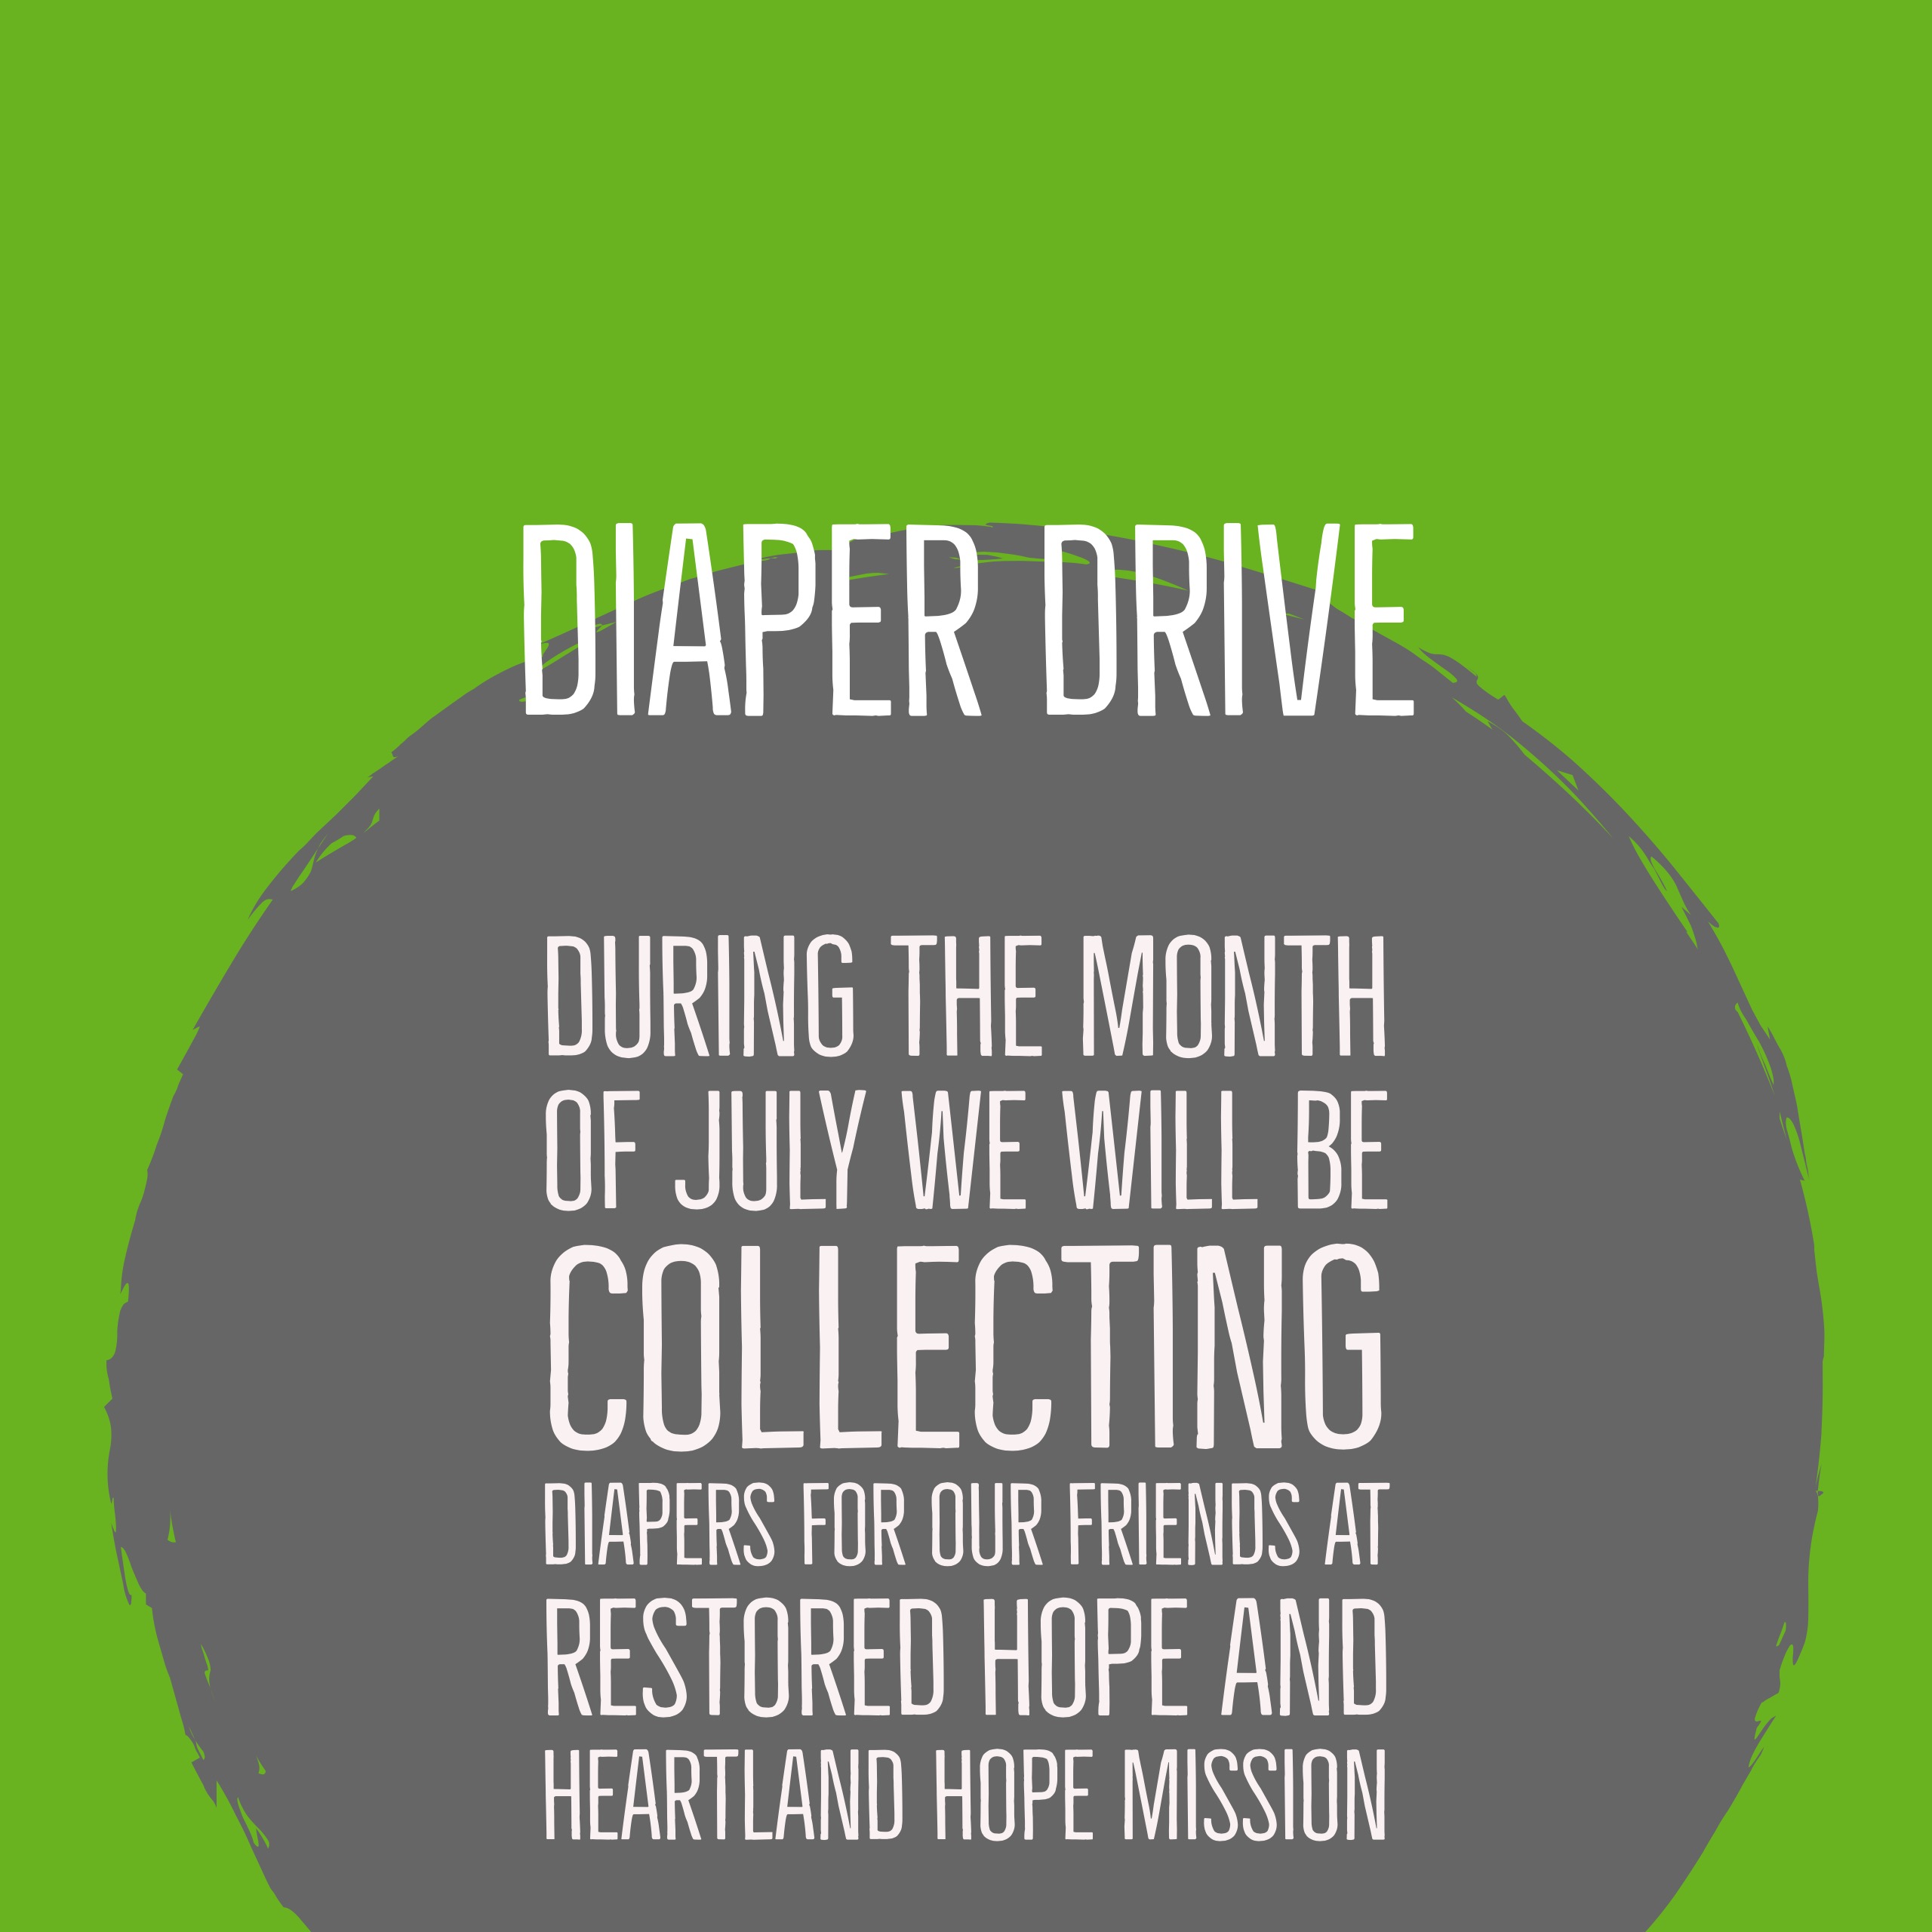 DIAPER DRIVE
DURING THE MONTH
OF JULY WE WILL BE
COLLECTING
DIAPERS FOR OUR FRIENDS AT
RESTORED HOPE AND
HEARTLAND HOPE MISSION